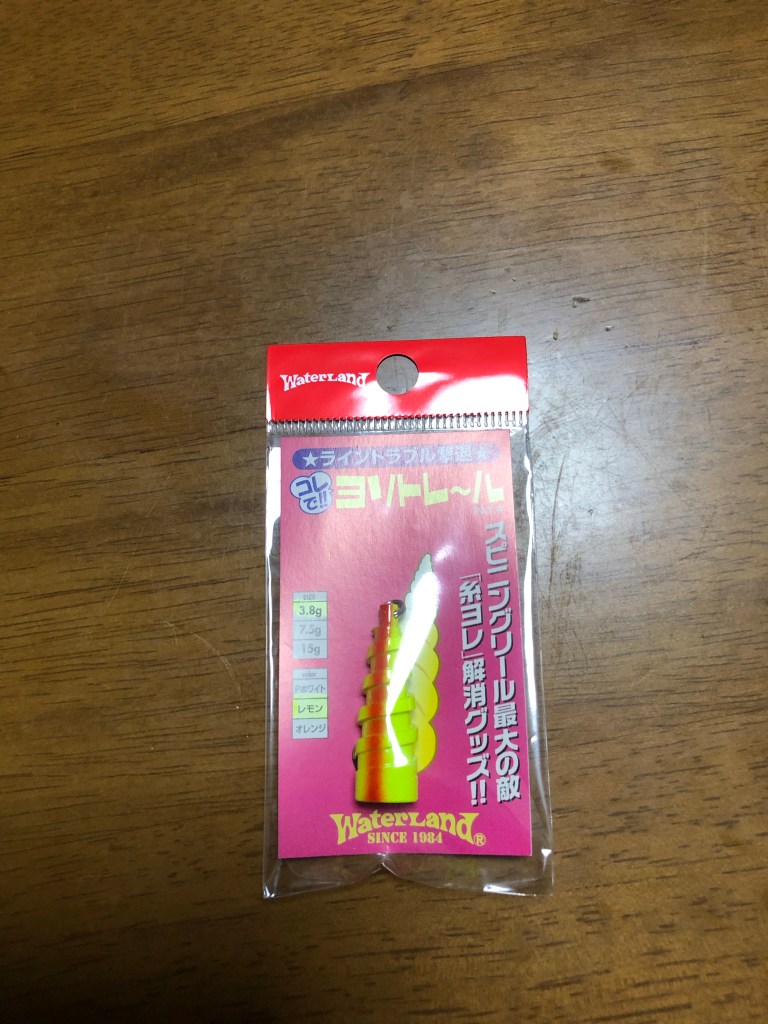 WATERLAND
★ライントラブル撃退★
コレで!!
ヨリトレ〜ル
スピニングリール最大の敵
「糸ヨレ」解消グッズ!!
SIZE
3.8g
7.5g
15g
color
Pホワイト
レモン
オレンジ
WATERLAND®
SINCE 1984